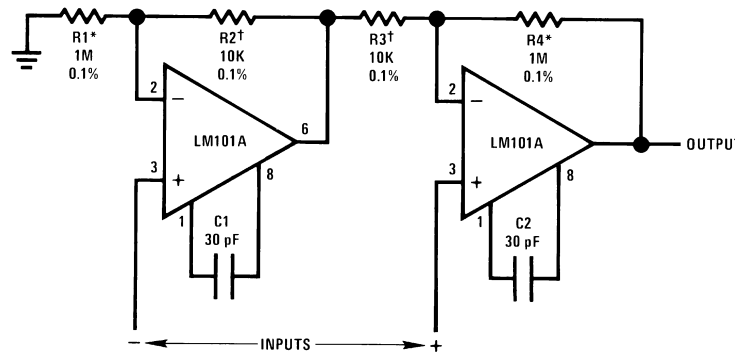 R1*
1M
0.1%
R2†
10K
0.1%
R3†
10K
0.1%
R4*
1M
0.1%
2
−
LM101A
6
3
+
1
8
C1
30 pF
2
−
LM101A
OUTPUT
3
+
1
8
C2
30 pF
− INPUTS +